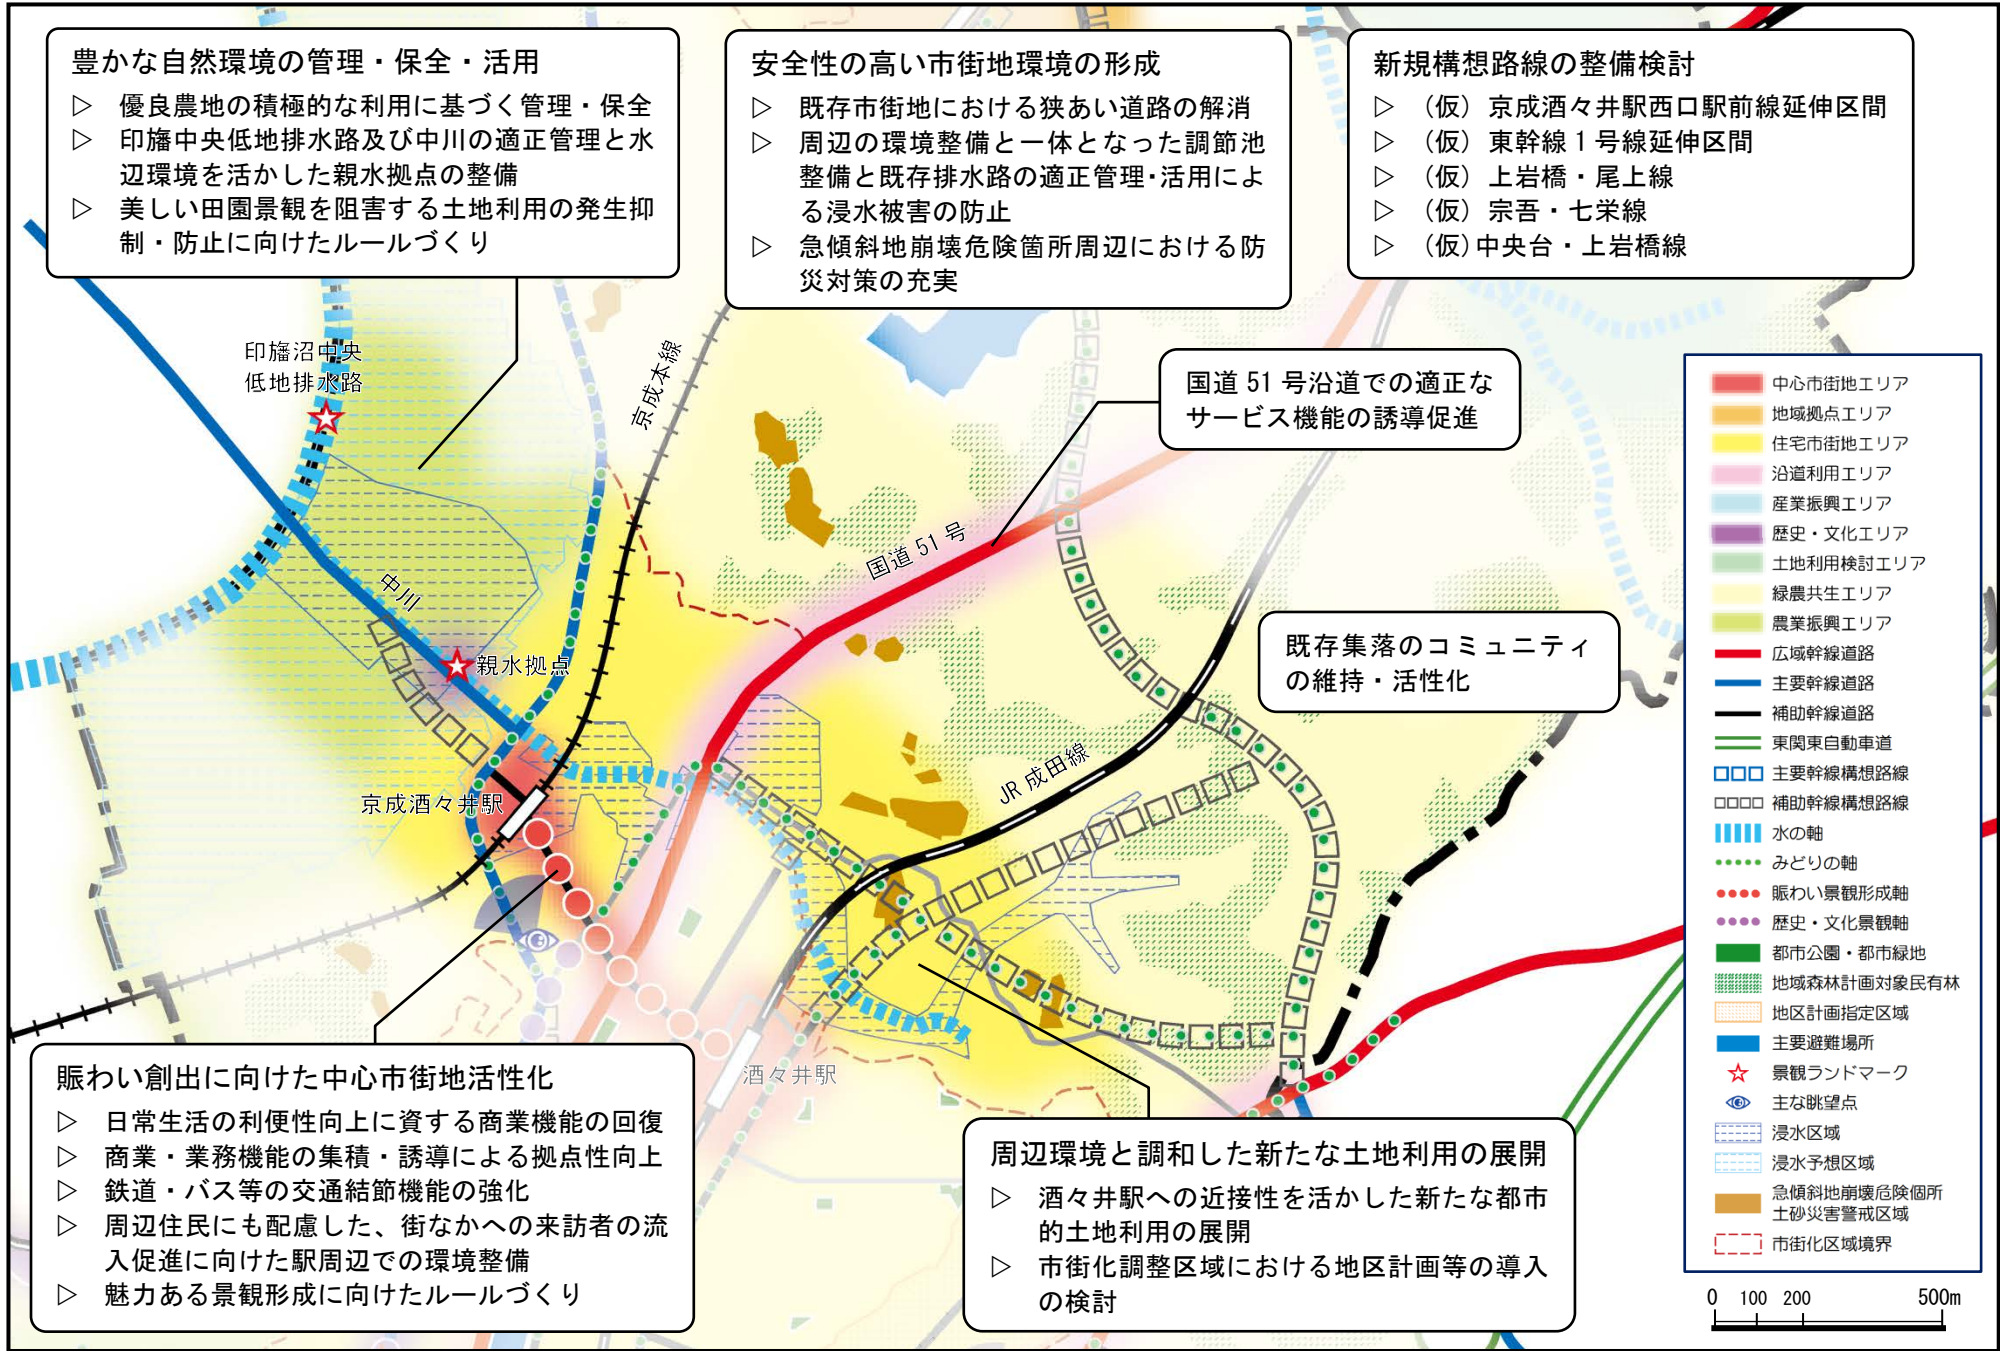 豊かな自然環境の管理・保全・活用
▷ 優良農地の積極的な利用に基づく管理・保全
▷ 印旛中央低地排水路及び中川の適正管理と水
辺環境を活かした親水拠点の整備
▷ 美しい田園景観を阻害する土地利用の発生抑
制・防止に向けたルールづくり
安全性の高い市街地環境の形成
▷ 既存市街地における狭あい道路の解消
▷ 周辺の環境整備と一体となった調節池
整備と既存排水路の適正管理・活用によ
る浸水被害の防止
▷ 急傾斜地崩壊危険箇所周辺における防
災対策の充実
新規構想路線の整備検討
▷ （仮）京成酒々井駅西口駅前線延伸区間
▷ （仮）東幹線１号線延伸区間
▷ （仮）上岩橋・尾上線
▷ （仮）宗吾・七栄線
▷ （仮）中央台・上岩橋線
印旛沼中央
低地排水路
京成本線
国道 51 号沿道での適正な
サービス機能の誘導促進
国道 51 号
中川
親水拠点
既存集落のコミュニティ
の維持・活性化
京成酒々井駅
JR 成田線
酒々井駅
賑わい創出に向けた中心市街地活性化
▷ 日常生活の利便性向上に資する商業機能の回復
▷ 商業・業務機能の集積・誘導による拠点性向上
▷ 鉄道・バス等の交通結節機能の強化
▷ 周辺住民にも配慮した、街なかへの来訪者の流
入促進に向けた駅周辺での環境整備
▷ 魅力ある景観形成に向けたルールづくり
周辺環境と調和した新たな土地利用の展開
▷ 酒々井駅への近接性を活かした新たな都市
的土地利用の展開
▷ 市街化調整区域における地区計画等の導入
の検討
中心市街地エリア
地域拠点エリア
住宅市街地エリア
沿道利用エリア
産業振興エリア
歴史・文化エリア
土地利用検討エリア
緑農共生エリア
農業振興エリア
広域幹線道路
主要幹線道路
補助幹線道路
東関東自動車道
主要幹線構想路線
補助幹線構想路線
水の軸
みどりの軸
賑わい景観形成軸
歴史・文化景観軸
都市公園・都市緑地
地域森林計画対象民有林
地区計画指定区域
主要避難場所
景観ランドマーク
主な眺望点
浸水区域
浸水予想区域
急傾斜地崩壊危険個所
土砂災害警戒区域
市街化区域境界
0 100 200 500m